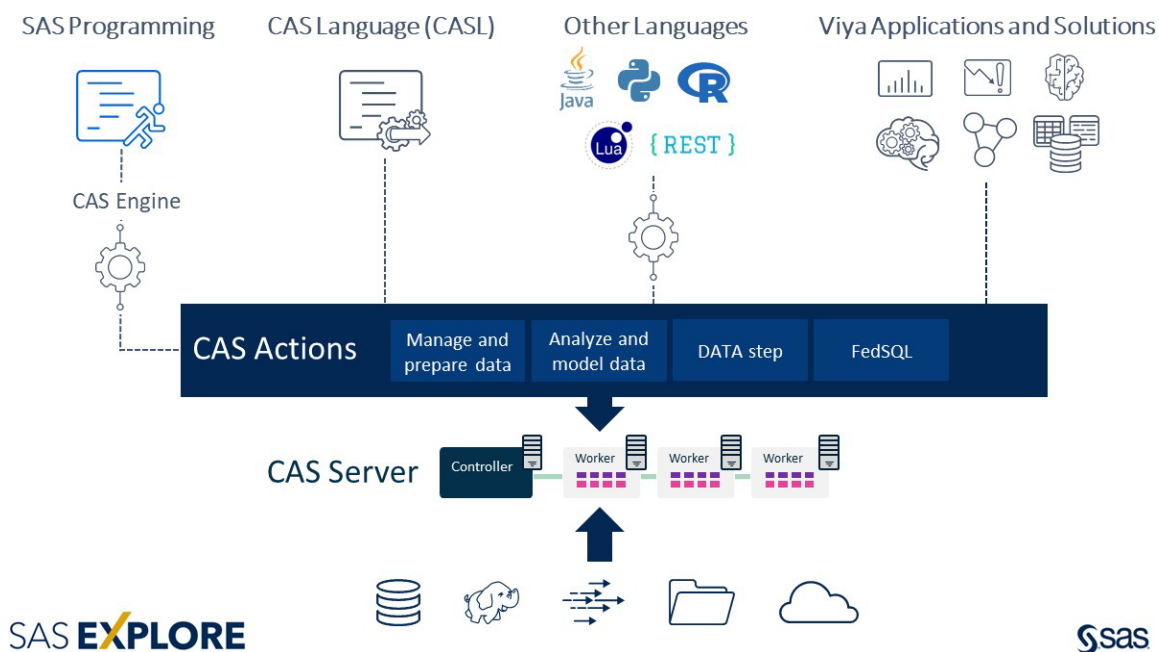 SAS Programming
CAS Language (CASL)
Other Languages
Viya Applications and Solutions
Java
R
Lua
{ REST }
CAS Engine
CAS Actions
Manage and
prepare data
Analyze and
model data
DATA step
FedSQL
CAS Server
Controller
Worker
Worker
Worker
SAS EXPLORE
sas